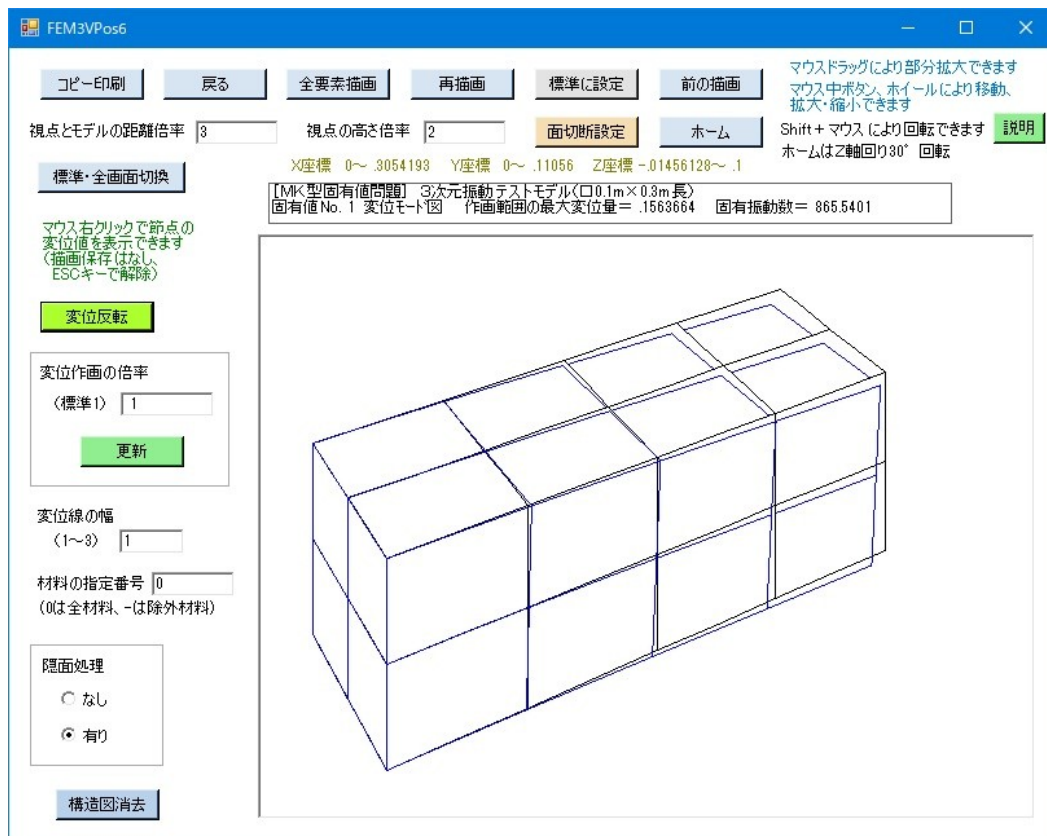 FEM3VPos6
コピー印刷
戻る
全要素描画
再描画
標準に設定
前の描画
マウスドラッグにより部分拡大できます
マウス中ボタン、ホイールにより移動、
拡大・縮小できます
視点とモデルの距離倍率 3
視点の高さ倍率 2
面切断設定
ホーム
Shift+マウスにより回転できます
ホームはZ軸回り30°回転
説明
標準・全画面切換
X座標 0～ .3054193 Y座標 0～ .11056 Z座標 -.01456128～ .1
【MK型固有値問題】 3次元振動テストモデル(口0.1m×0.3m長)
固有値No. 1 変位モード図 作画範囲の最大変位量＝ .1563664 固有振動数＝ 865.5401
マウス右クリックで節点の
変位値を表示できます
(描画保存はなし、
ESCキーで解除)
変位反転
変位作画の倍率
(標準1) 1
更新
変位線の幅
(1～3) 1
材料の指定番号 0
(0は全材料、-は除外材料)
隠面処理
なし
有り
構造図消去